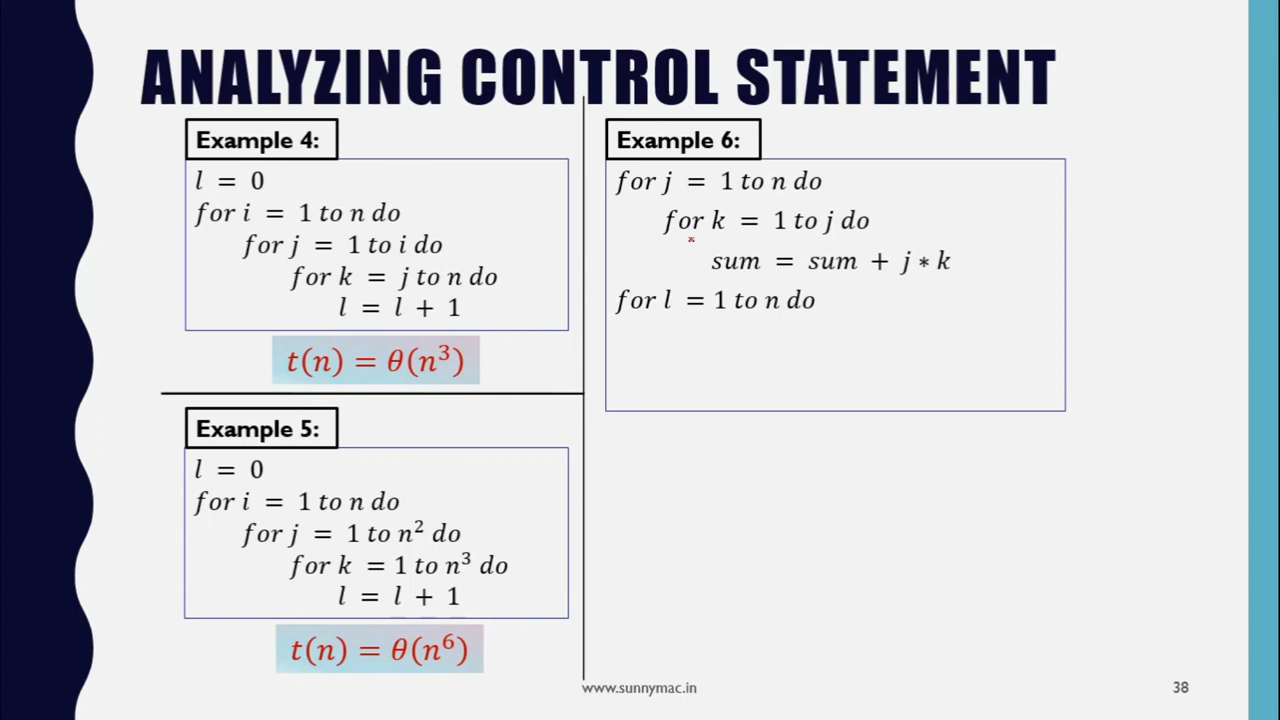 ANALYZING CONTROL STATEMENT
Example 4:
l = 0
for i = 1 to n do
for j = 1 to i do
for k = j to n do
l = l + 1
t(n) = θ(n³)
Example 5:
l = 0
for i = 1 to n do
for j = 1 to n² do
for k = 1 to n³ do
l = l + 1
t(n) = θ(n⁶)
Example 6:
for j = 1 to n do
for k = 1 to j do
sum = sum + j ∗ k
for l = 1 to n do
www.sunnymac.in
38